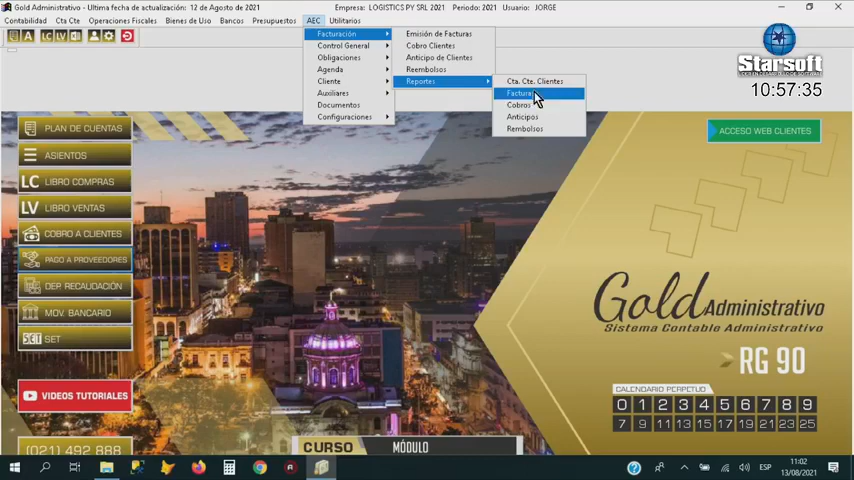 Gold Administrativo - Ultima fecha de actualización: 12 de Agosto de 2021
Empresa: LOGISTICS PY SRL 2021 Periodo: 2021 Usuario: JORGE
Contabilidad Cta Cte Operaciones Fiscales Bienes de Uso Bancos Presupuestos AEC Utilitarios
A LC LV
Facturación
Control General
Obligaciones
Agenda
Cliente
Auxiliares
Documentos
Configuraciones
Emisión de Facturas
Cobro Clientes
Anticipo de Clientes
Reembolsos
Reportes
Cta. Cte. Clientes
Factura
Cobros
Anticipos
Rembolsos
Starsoft
10:57:35
ACCESO WEB CLIENTES
PLAN DE CUENTAS
ASIENTOS
LC LIBRO COMPRAS
LV LIBRO VENTAS
COBRO A CLIENTES
PAGO A PROVEEDORES
DEP. RECAUDACIÓN
MOV. BANCARIO
SET SET
VIDEOS TUTORIALES
(021) 492 888
Gold Administrativo
Sistema Contable Administrativo
RG 90
CALENDARIO PERPETUO
0 1 2 3 4 5 6 7 8 9
7 9 11 13 15 17 19 21 23 25
CURSO MÓDULO
ESP
11:02
13/08/2021